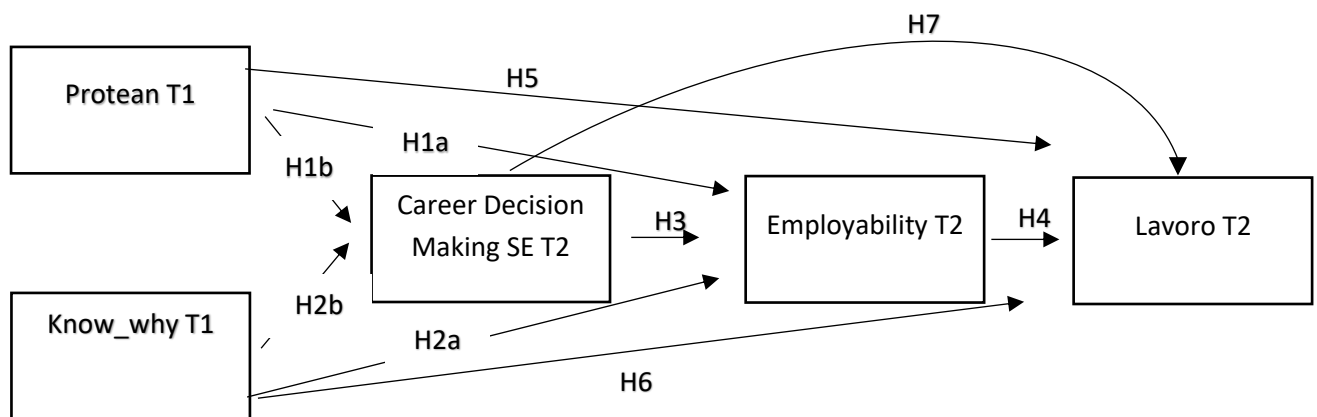 H7
Protean T1
H5
H1a
H1b
Career Decision
Making SE T2
H3
Employability T2
H4
Lavoro T2
H2b
Know_why T1
H2a
H6